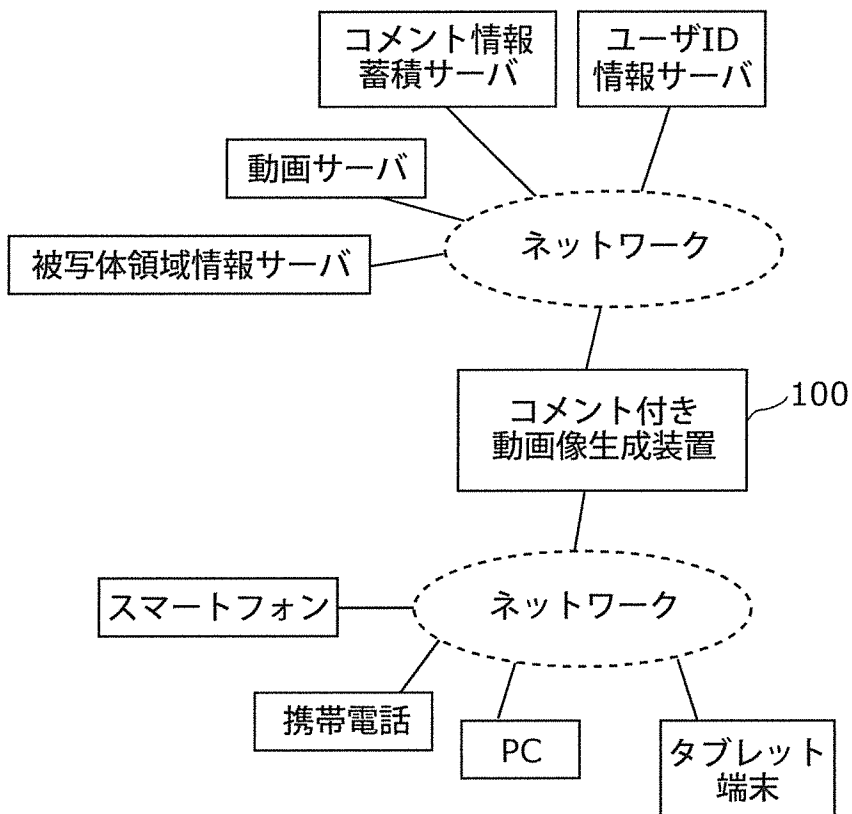 コメント情報
蓄積サーバ
ユーザID
情報サーバ
動画サーバ
被写体領域情報サーバ
ネットワーク
コメント付き
動画像生成装置
100
ネットワーク
スマートフォン
携帯電話
PC
タブレット
端末